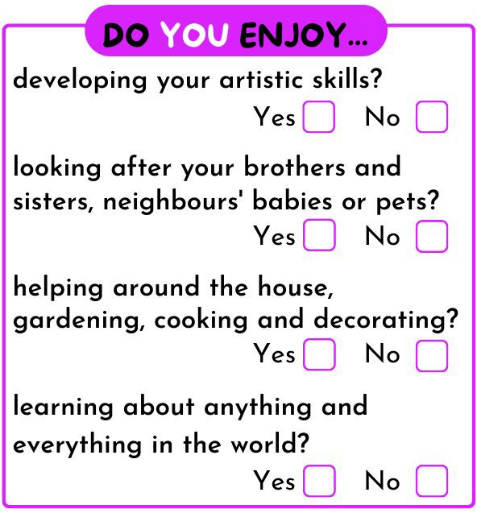 DO YOU ENJOY...
developing your artistic skills?
Yes No
looking after your brothers and
sisters, neighbours' babies or pets?
Yes No
helping around the house,
gardening, cooking and decorating?
Yes No
learning about anything and
everything in the world?
Yes No